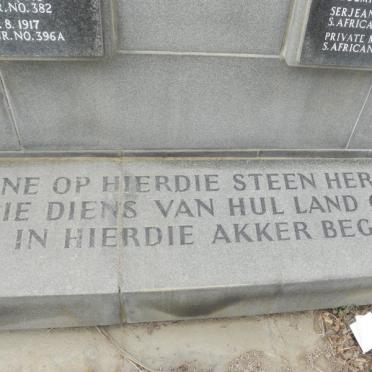 R.NO. 382
.8.1917
R.NO. 396A
SERJEAN
S.AFRICA
PRIVATE
S.AFRICAN
NE OP HIERDIE STEEN HER
IE DIENS VAN HUL LAND
IN HIERDIE AKKER BEG